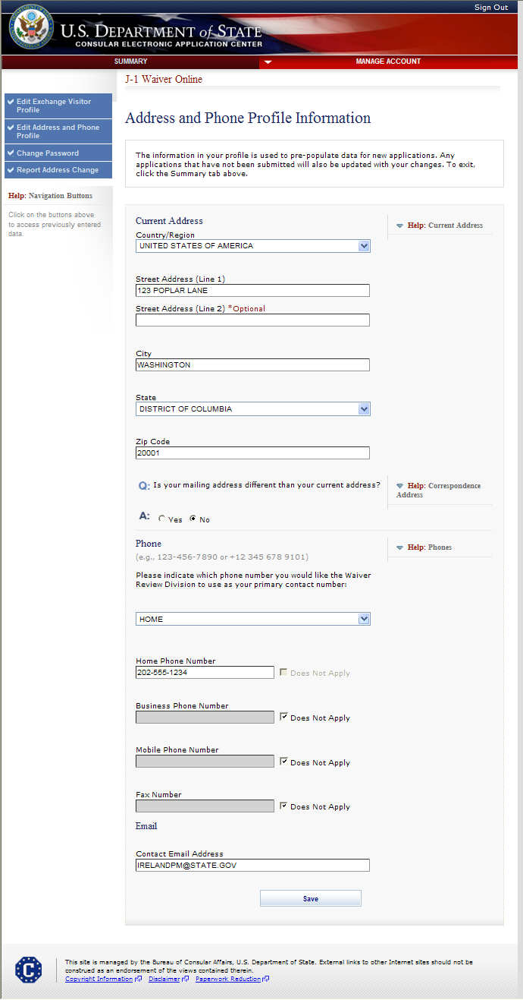 Sign Out
U.S. DEPARTMENT of STATE
CONSULAR ELECTRONIC APPLICATION CENTER
SUMMARY
MANAGE ACCOUNT
J-1 Waiver Online
Edit Exchange Visitor
Profile
Edit Address and Phone
Profile
Change Password
Report Address Change
Help: Navigation Buttons
Click on the buttons above
to access previously entered
data.
Address and Phone Profile Information
The information in your profile is used to pre-populate data for new applications. Any
applications that have not been submitted will also be updated with your changes. To exit,
click the Summary tab above.
Current Address
Help: Current Address
Country/Region
UNITED STATES OF AMERICA
Street Address (Line 1)
123 POPLAR LANE
Street Address (Line 2) *Optional
City
WASHINGTON
State
DISTRICT OF COLUMBIA
Zip Code
20001
Q: Is your mailing address different than your current address?
Help: Correspondence
Address
A: Yes No
Phone
Help: Phones
(e.g., 123-456-7890 or +12 345 678 9101)
Please indicate which phone number you would like the Waiver
Review Division to use as your primary contact number:
HOME
Home Phone Number
202-555-1234 Does Not Apply
Business Phone Number
Does Not Apply
Mobile Phone Number
Does Not Apply
Fax Number
Does Not Apply
Email
Contact Email Address
IRELANDPM@STATE.GOV
Save
C
This site is managed by the Bureau of Consular Affairs, U.S. Department of State. External links to other Internet sites should not be
construed as an endorsement of the views contained therein.
Copyright Information Disclaimer Paperwork Reduction